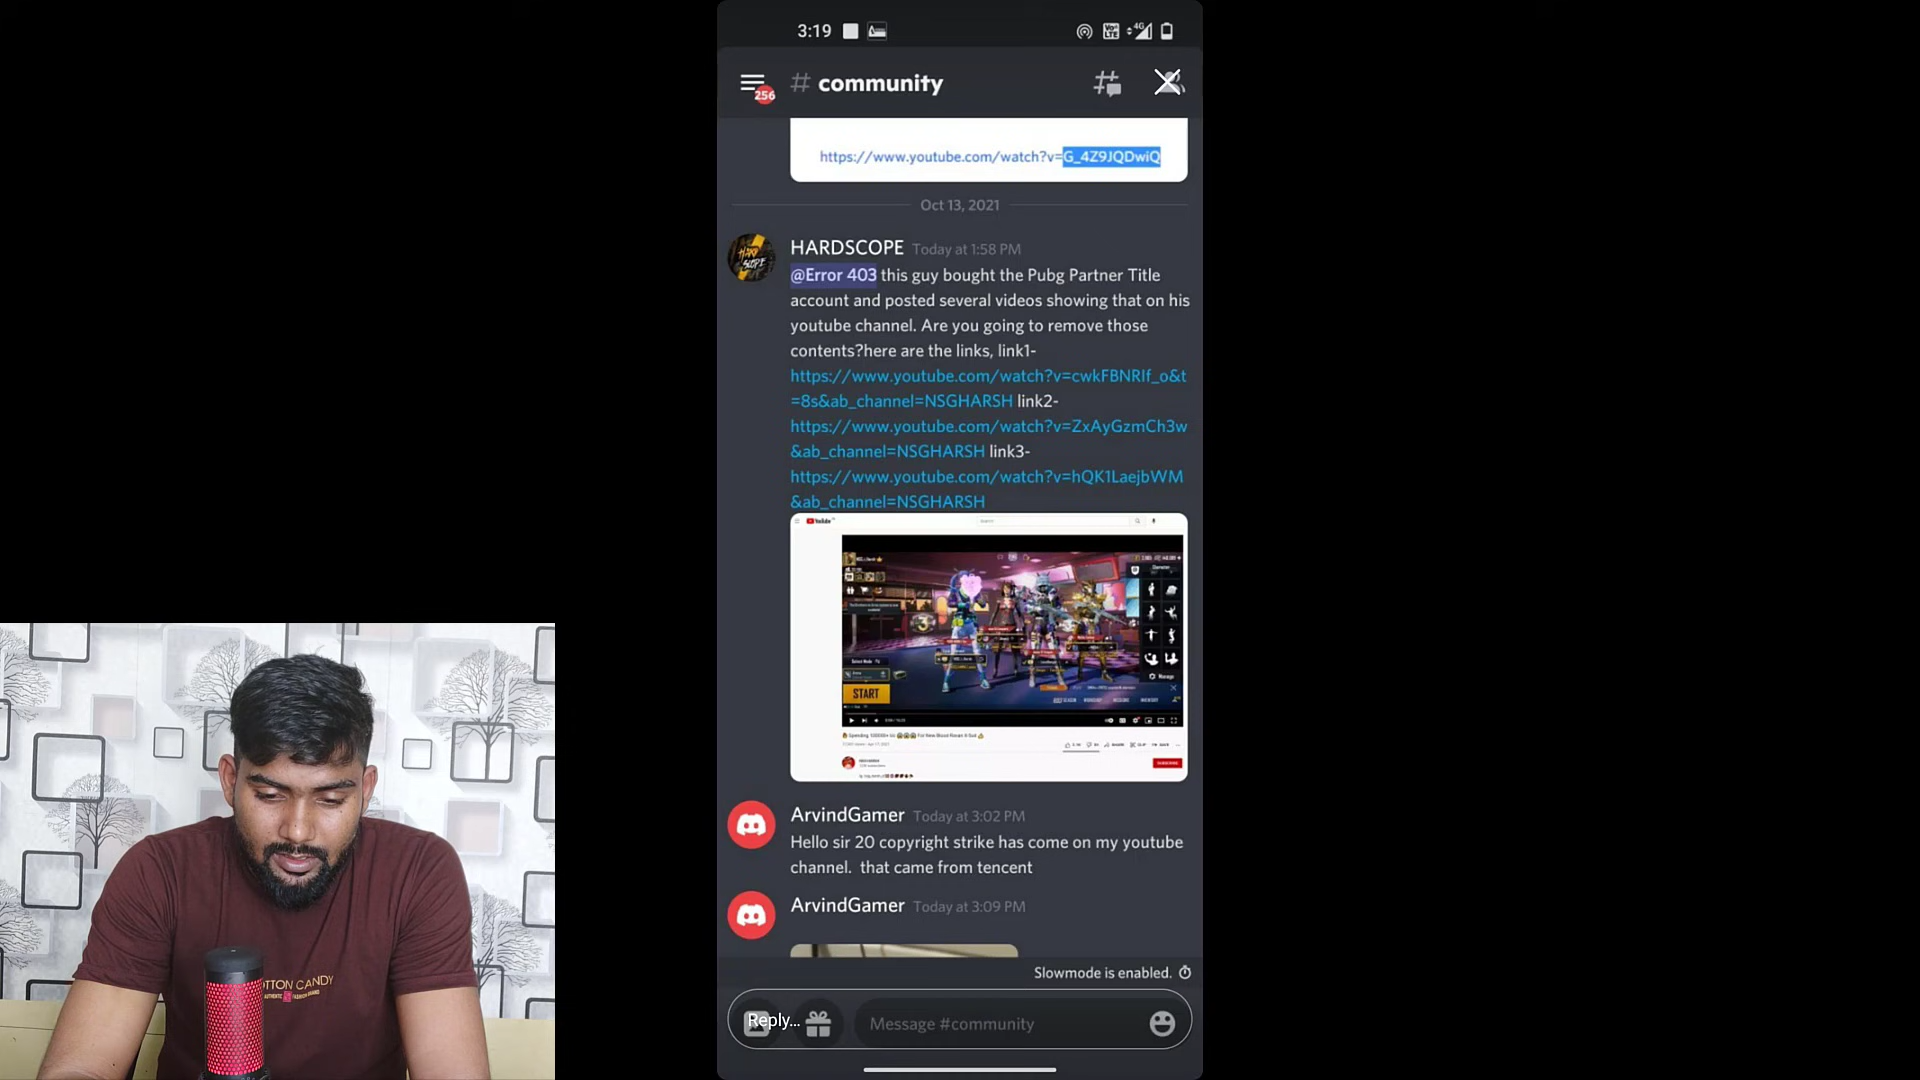 3:19
4G
# community
256
https://www.youtube.com/watch?v=G_4Z9JQDwiQ
Oct 13, 2021
HARDSCOPE Today at 1:58 PM
@Error 403 this guy bought the Pubg Partner Title
account and posted several videos showing that on his
youtube channel. Are you going to remove those
contents?here are the links, link1-
https://www.youtube.com/watch?v=cwkFBNRIf_o&t
=8s&ab_channel=NSGHARSH link2-
https://www.youtube.com/watch?v=ZxAyGzmCh3w
&ab_channel=NSGHARSH link3-
https://www.youtube.com/watch?v=hQK1LaejbWM
&ab_channel=NSGHARSH
START
ArvindGamer Today at 3:02 PM
Hello sir 20 copyright strike has come on my youtube
channel. that came from tencent
ArvindGamer Today at 3:09 PM
Slowmode is enabled.
Reply...
Message #community
OTTON CANDY